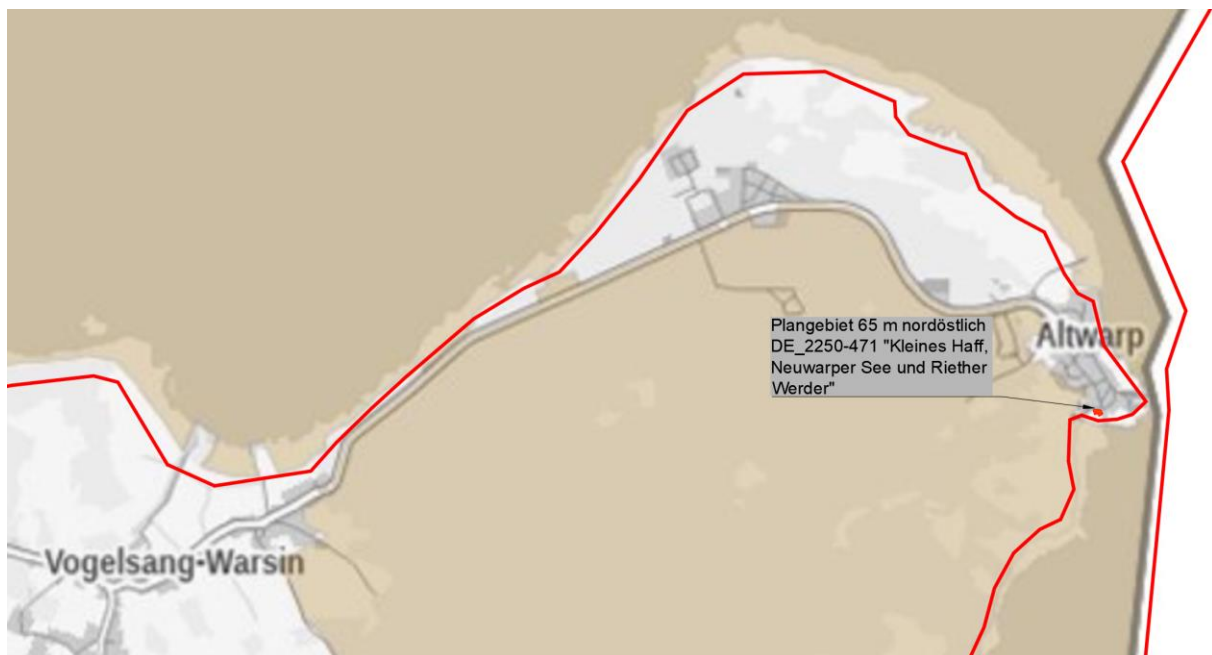 Plangebiet 65 m nordöstlich
DE_2250-471 "Kleines Haff,
Neuwarper See und Riether
Werder"
Altwarp
Vogelsang-Warsin